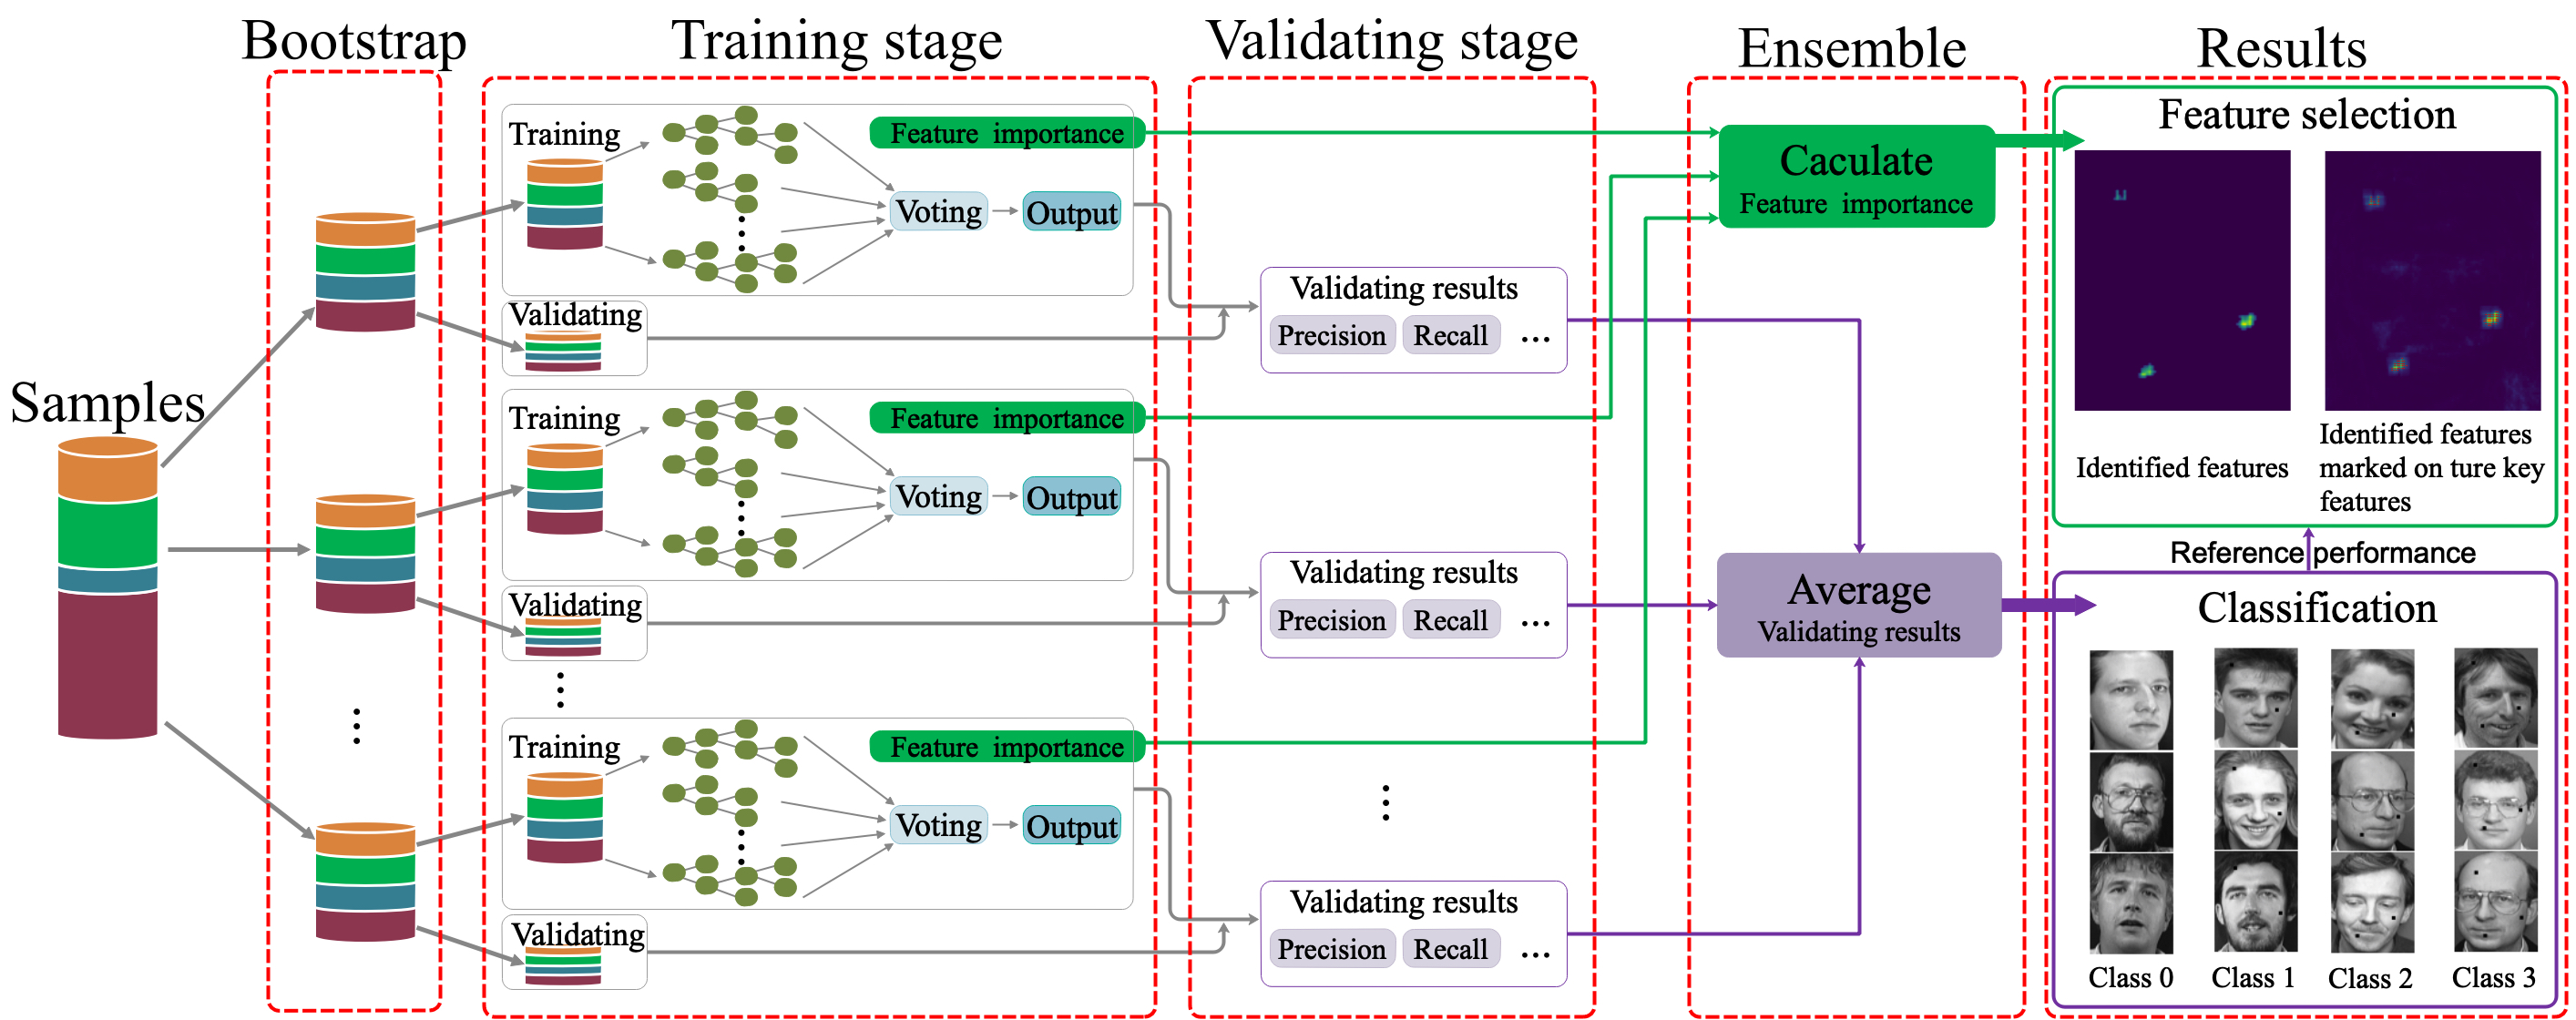 Bootstrap
Training stage
Validating stage
Ensemble
Results
Samples
Training
Feature importance
Voting
Output
Validating
Training
Feature importance
Voting
Output
Validating
Training
Feature importance
Voting
Output
Validating
Validating results
Precision
Recall
...
Validating results
Precision
Recall
...
Validating results
Precision
Recall
...
Caculate
Feature importance
Average
Validating results
Feature selection
Identified features
Identified features
marked on ture key
features
Reference performance
Classification
Class 0
Class 1
Class 2
Class 3